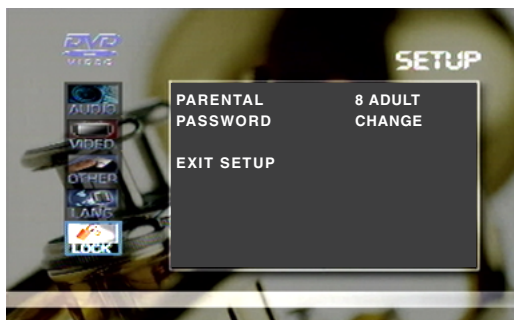 DVD
VIDEO
SETUP
AUDIO
VIDEO
OTHER
LANG
LOCK
PARENTAL 8 ADULT
PASSWORD CHANGE
EXIT SETUP